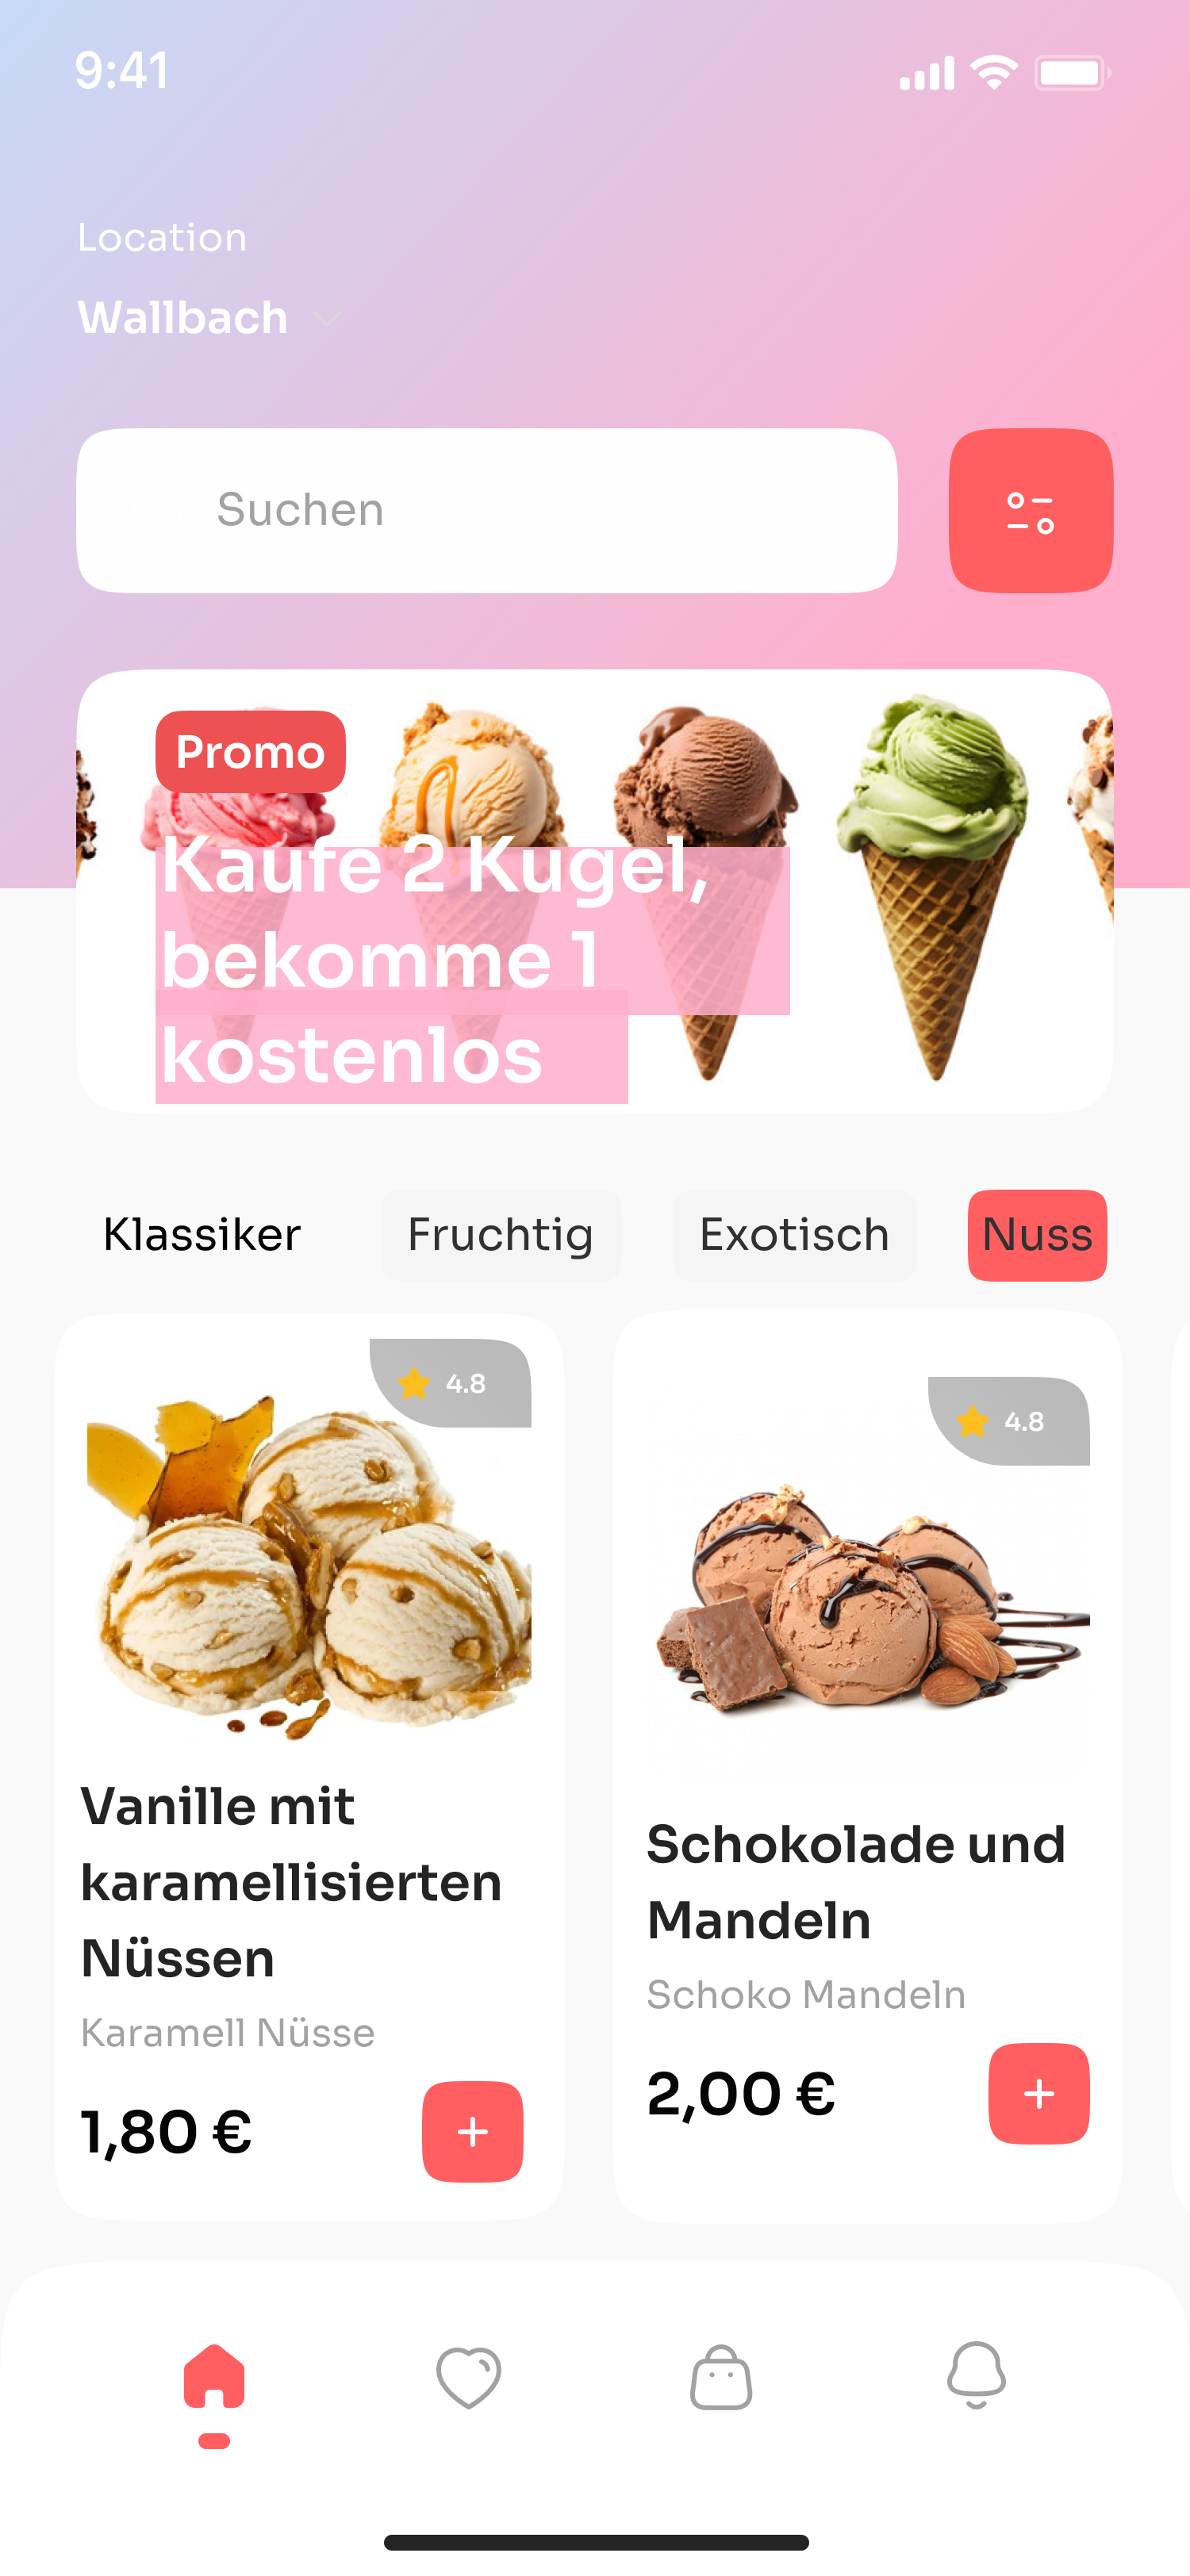 9:41
Location
Wallbach
Suchen
Promo
Kaufe 2 Kugel,
bekomme 1
kostenlos
Klassiker Fruchtig Exotisch Nuss
4.8
Vanille mit
karamellisierten
Nüssen
Karamell Nüsse
1,80 €
4.8
Schokolade und
Mandeln
Schoko Mandeln
2,00 €